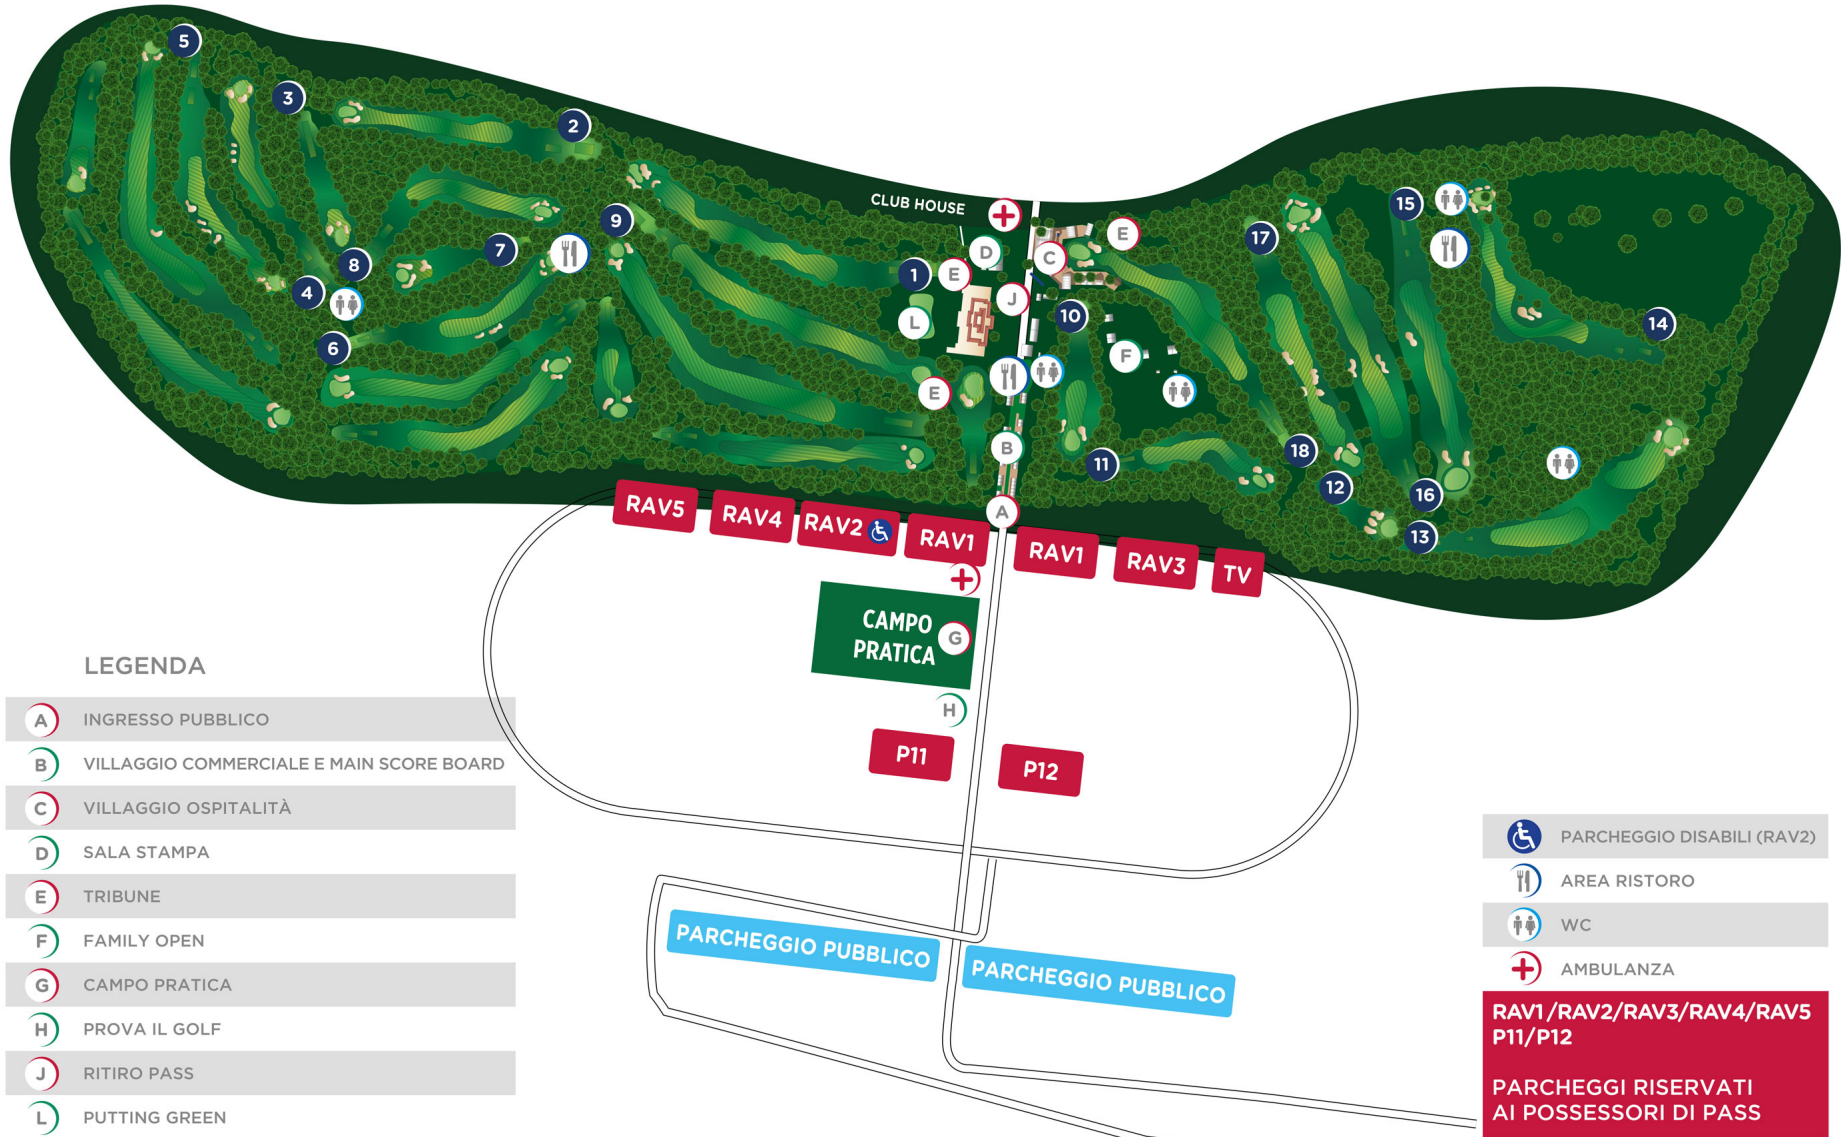 5
3
2
15
CLUB HOUSE
9
E
17
7
D
8
C
1
E
4
J
L
10
14
6
F
E
B
18
11
12
16
RAV5
RAV4
RAV2
RAV1
A
13
RAV1
RAV3
TV
CAMPO
PRATICA
G
H
P11
P12
PARCHEGGIO PUBBLICO
PARCHEGGIO PUBBLICO
LEGENDA
A INGRESSO PUBBLICO
B VILLAGGIO COMMERCIALE E MAIN SCORE BOARD
C VILLAGGIO OSPITALITÀ
D SALA STAMPA
E TRIBUNE
F FAMILY OPEN
G CAMPO PRATICA
H PROVA IL GOLF
J RITIRO PASS
L PUTTING GREEN
PARCHEGGIO DISABILI (RAV2)
AREA RISTORO
WC
AMBULANZA
RAV1/RAV2/RAV3/RAV4/RAV5
P11/P12
PARCHEGGI RISERVATI
AI POSSESSORI DI PASS